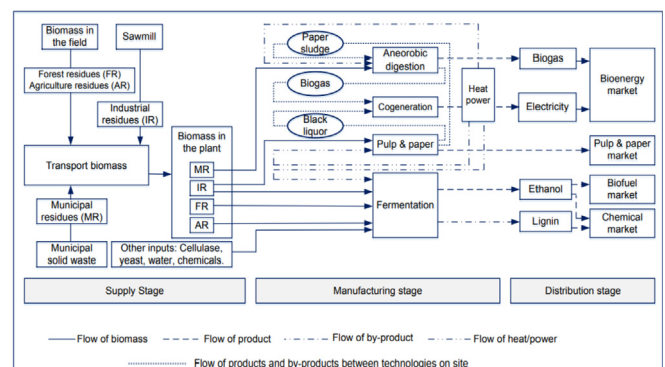 Biomass in
the field
Sawmill
Forest residues (FR)
Agriculture residues (AR)
Industrial
residues (IR)
Transport biomass
Municipal
residues (MR)
Municipal
solid waste
Biomass in
the plant
MR
IR
FR
AR
Other inputs: Cellulase,
yeast, water, chemicals.
Paper
sludge
Biogas
Black
liquor
Aneorobic
digestion
Cogeneration
Pulp & paper
Fermentation
Heat
power
Biogas
Electricity
Ethanol
Lignin
Bioenergy
market
Pulp & paper
market
Biofuel
market
Chemical
market
Supply Stage
Manufacturing stage
Distribution stage
Flow of biomass
Flow of product
Flow of by-product
Flow of heat/power
Flow of products and by-products between technologies on site